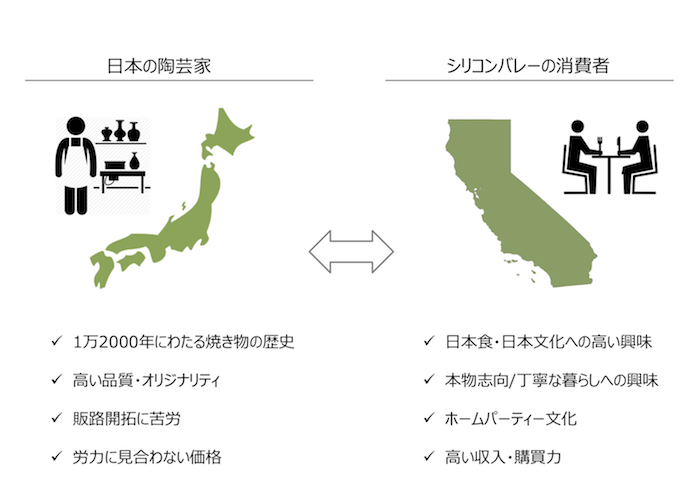 日本の陶芸家
シリコンバレーの消費者
✓ 1万2000年にわたる焼き物の歴史
✓ 高い品質・オリジナリティ
✓ 販路開拓に苦労
✓ 労力に見合わない価格
✓ 日本食・日本文化への高い興味
✓ 本物志向/丁寧な暮らしへの興味
✓ ホームパーティー文化
✓ 高い収入・購買力